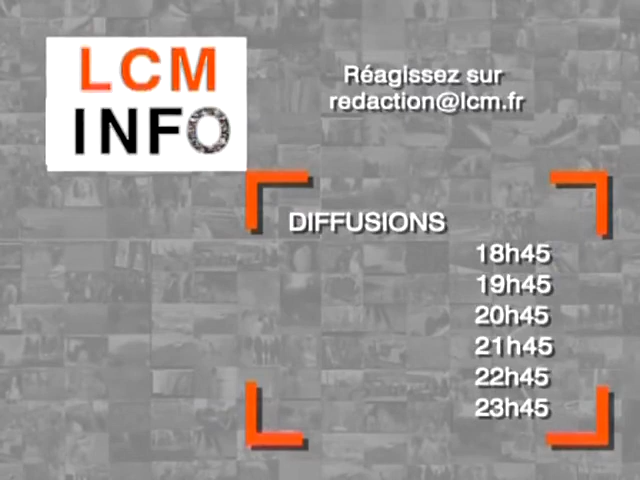 LCM
INFO
Réagissez sur
redaction@lcm.fr
DIFFUSIONS
18h45
19h45
20h45
21h45
22h45
23h45